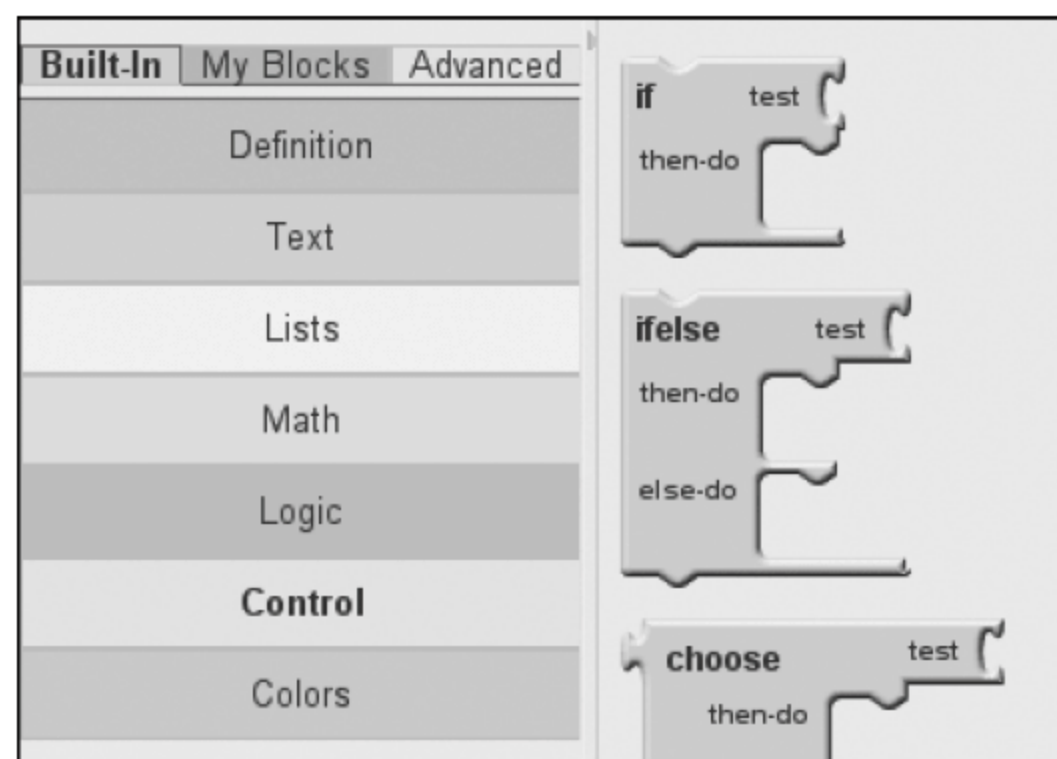 Built-In My Blocks Advanced
Definition
Text
Lists
Math
Logic
Control
Colors
if test
then-do
ifelse test
then-do
else-do
choose test
then-do